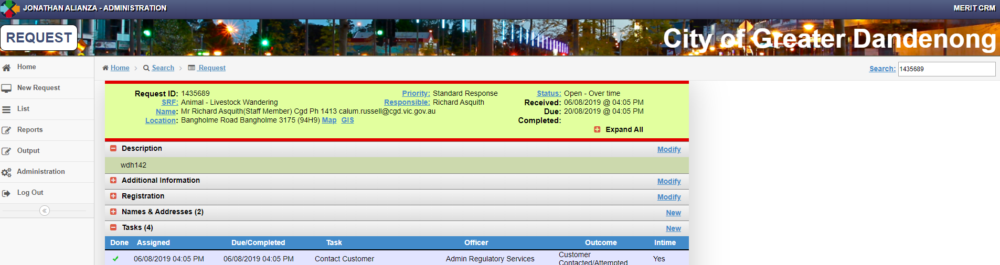 JONATHAN ALIANZA - ADMINISTRATION
MERIT CRM
REQUEST
City of Greater Dandenong
Home
New Request
List
Reports
Output
Administration
Log Out
Home > Search > Request
Search: 1435689
Request ID: 1435689
SRF: Animal - Livestock Wandering
Name: Mr Richard Asquith(Staff Member) Cgd Ph 1413 calum.russell@cgd.vic.gov.au
Location: Bangholme Road Bangholme 3175 (94H9) Map GIS
Priority: Standard Response
Responsible: Richard Asquith
Status: Open - Over time
Received: 06/08/2019 @ 04:05 PM
Due: 20/08/2019 @ 04:05 PM
Completed:
Expand All
Description Modify
wdh142
Additional Information Modify
Registration Modify
Names & Addresses (2) New
Tasks (4) New
Done Assigned Due/Completed Task Officer Outcome Intime
06/08/2019 04:05 PM 06/08/2019 04:05 PM Contact Customer Admin Regulatory Services Customer Yes
Contacted/Attempted